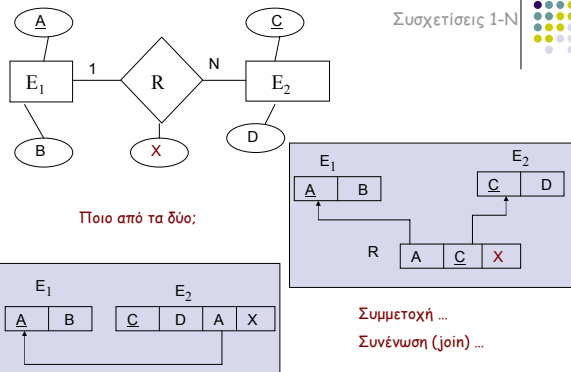 Συσχετίσεις 1-N
A
C
E1
1
R
N
E2
B
X
D
E1
E2
A B
C D
R A C X
Ποιο από τα δύο;
E1
E2
A B
C D A X
Συμμετοχή ...
Συνένωση (join) ...